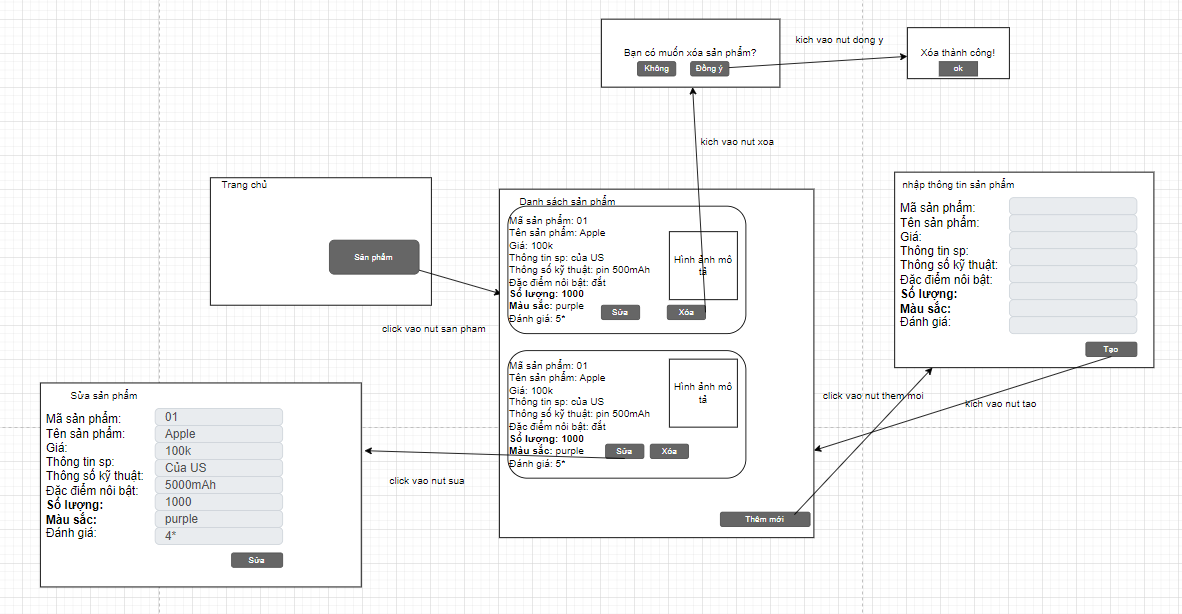 Bạn có muốn xóa sản phẩm?
Không
Đồng ý
kich vao nut dong y
Xóa thành công!
ok
kich vao nut xoa
Trang chủ
Sản phẩm
click vao nut san pham
Danh sách sản phẩm
Mã sản phẩm: 01
Tên sản phẩm: Apple
Giá: 100k
Thông tin sp: của US
Thông số kỹ thuật: pin 500mAh
Đặc điểm nổi bật: đắt
Số lượng: 1000
Màu sắc: purple
Đánh giá: 5*
Hình ảnh mô
tả
Sửa
Xóa
Mã sản phẩm: 01
Tên sản phẩm: Apple
Giá: 100k
Thông tin sp: của US
Thông số kỹ thuật: pin 500mAh
Đặc điểm nổi bật: đắt
Số lượng: 1000
Màu sắc: purple
Đánh giá: 5*
Hình ảnh mô
tả
Sửa
Xóa
Thêm mới
nhập thông tin sản phẩm
Mã sản phẩm:
Tên sản phẩm:
Giá:
Thông tin sp:
Thông số kỹ thuật:
Đặc điểm nổi bật:
Số lượng:
Màu sắc:
Đánh giá:
Tạo
click vao nut them moi
kich vao nut tao
click vao nut sua
Sửa sản phẩm
Mã sản phẩm: 01
Tên sản phẩm: Apple
Giá: 100k
Thông tin sp: Của US
Thông số kỹ thuật: 5000mAh
Đặc điểm nổi bật: 1000
Số lượng: purple
Màu sắc: 4*
Đánh giá:
Sửa